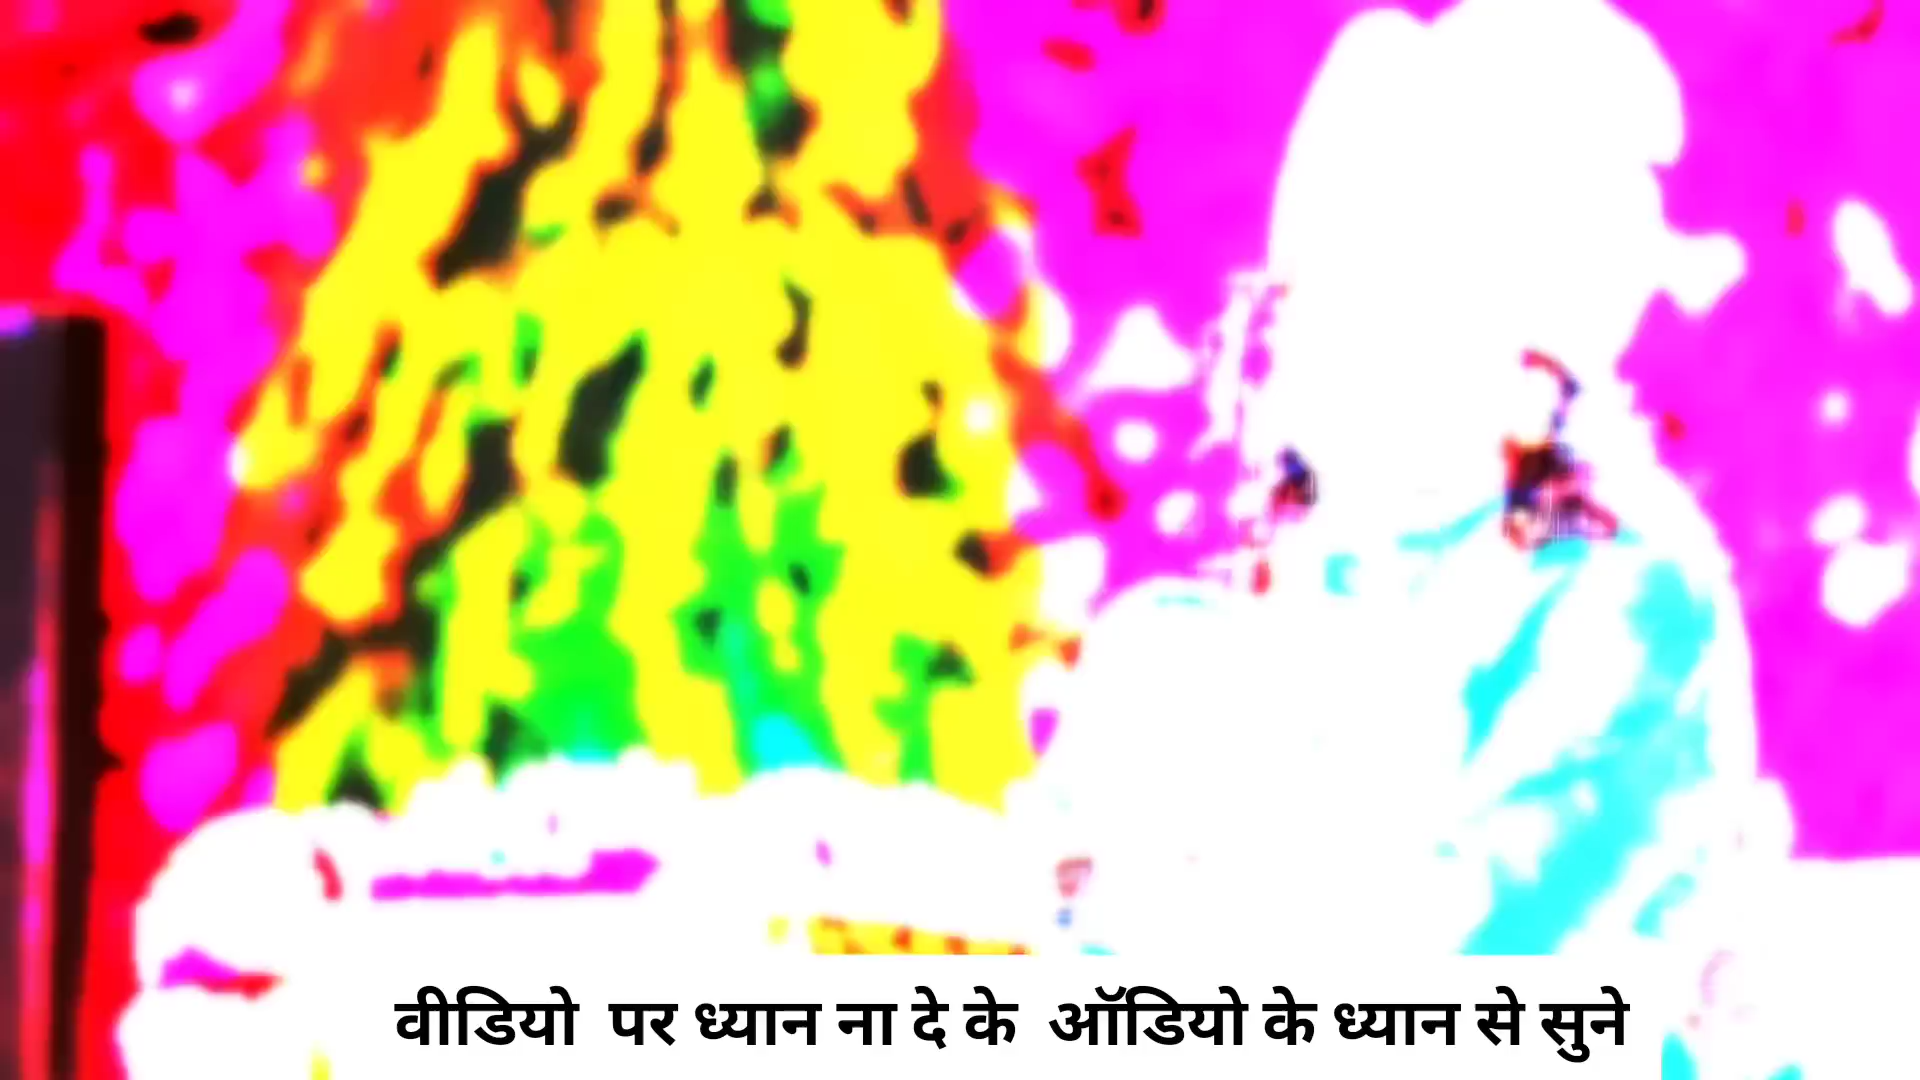 वीडियो पर ध्यान ना दे के ऑडियो के ध्यान से सुने